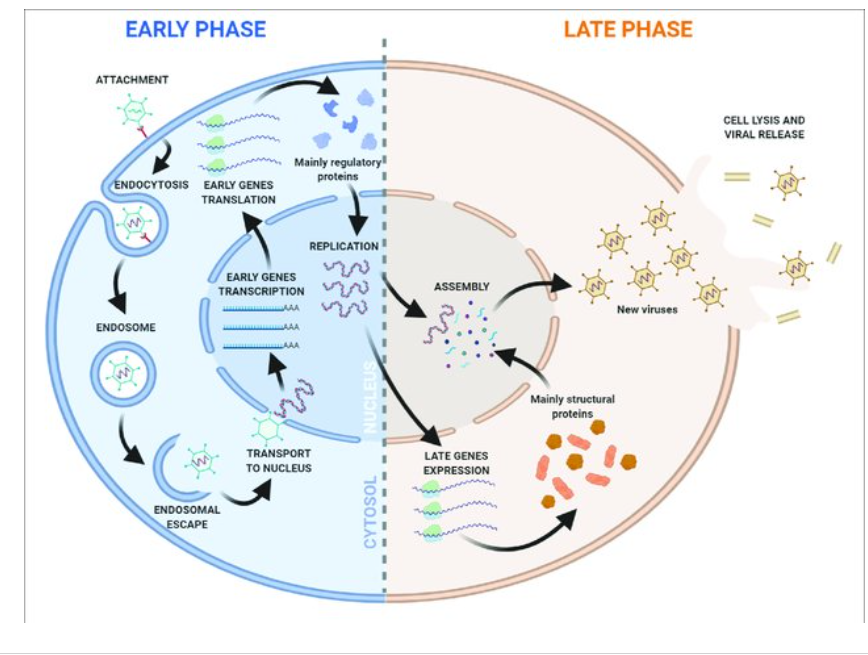 EARLY PHASE
LATE PHASE
ATTACHMENT
ENDOCYTOSIS
EARLY GENES
TRANSLATION
Mainly regulatory
proteins
REPLICATION
EARLY GENES
TRANSCRIPTION
AAA
AAA
AAA
ENDOSOME
ENDOSOMAL
ESCAPE
TRANSPORT
TO NUCLEUS
NUCLEUS
CYTOSOL
ASSEMBLY
LATE GENES
EXPRESSION
Mainly structural
proteins
New viruses
CELL LYSIS AND
VIRAL RELEASE